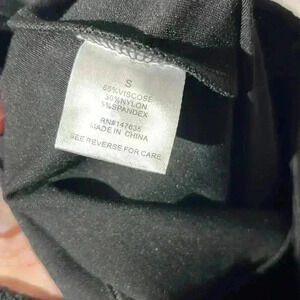 S
65%VISCOSE
30%NYLON
5%SPANDEX
RN#147635
MADE IN CHINA
SEE REVERSE FOR CARE